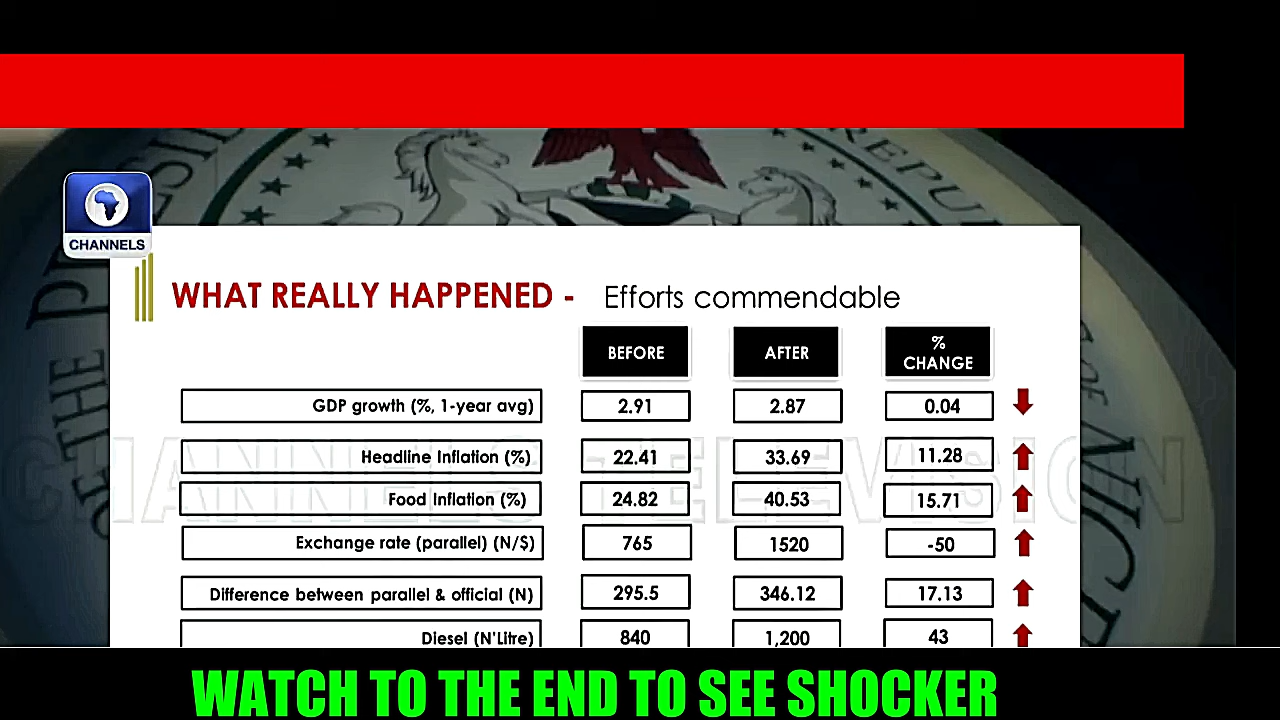 CHANNELS
WHAT REALLY HAPPENED - Efforts commendable
BEFORE AFTER % CHANGE
GDP growth (%, 1-year avg) 2.91 2.87 0.04
Headline Inflation (%) 22.41 33.69 11.28
Food Inflation (%) 24.82 40.53 15.71
Exchange rate (parallel) (N/$) 765 1520 -50
Difference between parallel & official (N) 295.5 346.12 17.13
Diesel (N'Litre) 840 1,200 43
CHANNELS TELEVISION
WATCH TO THE END TO SEE SHOCKER